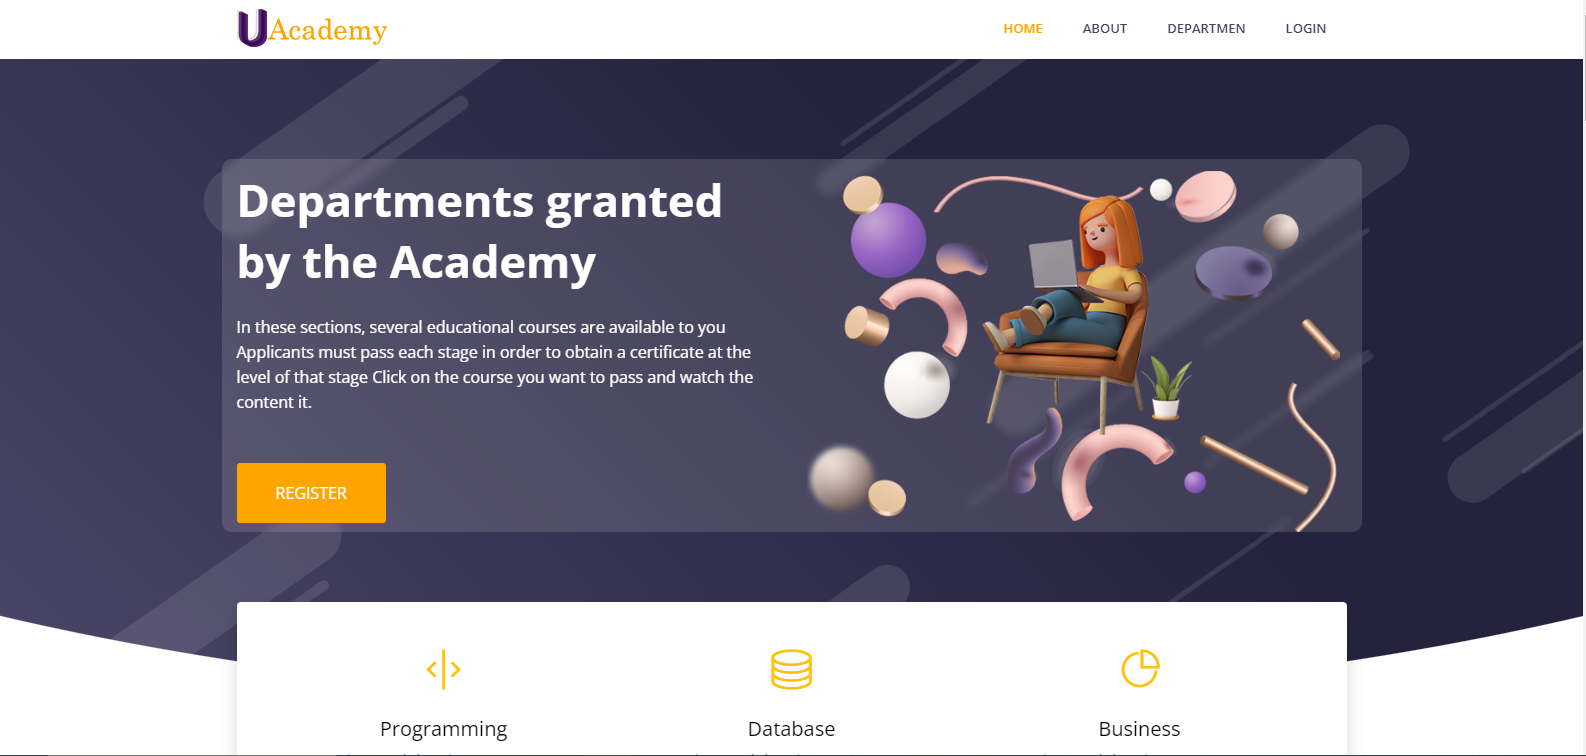 UAcademy
HOME ABOUT DEPARTMEN LOGIN
Departments granted
by the Academy
In these sections, several educational courses are available to you
Applicants must pass each stage in order to obtain a certificate at the
level of that stage Click on the course you want to pass and watch the
content it.
REGISTER
Programming Database Business